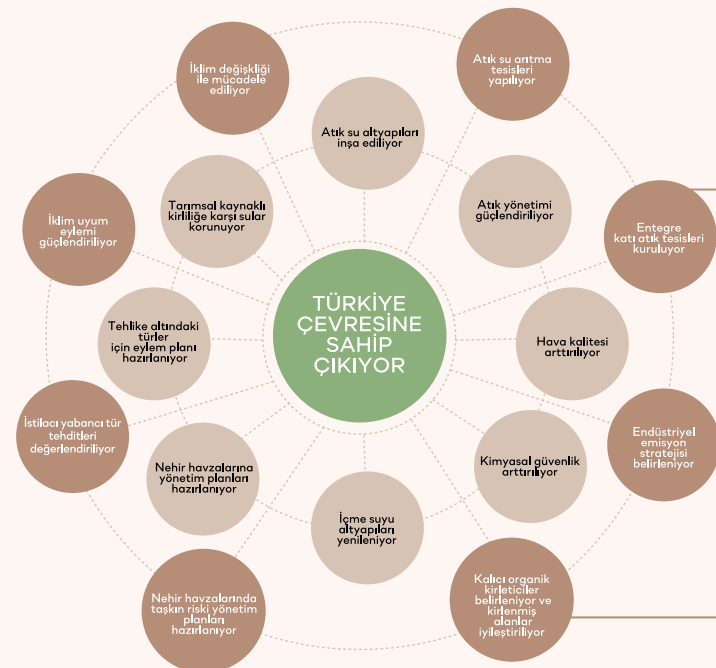 İklim değişkliği
ile mücadele
ediliyor
Atık su arıtma
tesisleri
yapılıyor
Atık su altyapıları
inşa ediliyor
Tarımsal kaynaklı
kirliliğe karşı sular
korunuyor
Atık yönetimi
güçlendiriliyor
İklim uyum
eylemi
güçlendiriliyor
Entegre
katı atık tesisleri
kuruluyor
TÜRKİYE
ÇEVRESİNE
SAHİP
ÇIKIYOR
Tehlike altındaki
türler
için eylem planı
hazırlanıyor
Hava kalitesi
arttırılıyor
İstilacı yabancı tür
tehditleri
değerlendiriliyor
Endüstriyel
emisyon
stratejisi
belirleniyor
Nehir havzalarına
yönetim planları
hazırlanıyor
Kimyasal güvenlik
arttırılıyor
İçme suyu
altyapıları
yenileniyor
Nehir havzalarında
taşkın riski yönetim
planları
hazırlanıyor
Kalıcı organik
kirleticiler
belirleniyor ve
kirlenmiş
alanlar
iyileştiriliyor